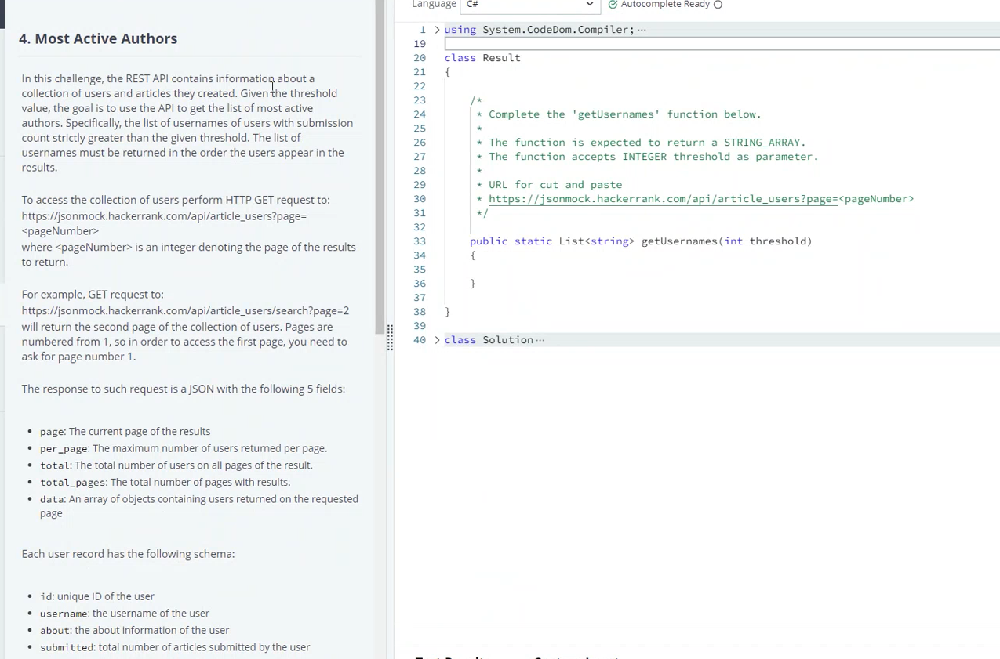 Language C# Autocomplete Ready
4. Most Active Authors
In this challenge, the REST API contains information about a
collection of users and articles they created. Given the threshold
value, the goal is to use the API to get the list of most active
authors. Specifically, the list of usernames of users with submission
count strictly greater than the given threshold. The list of
usernames must be returned in the order the users appear in the
results.
To access the collection of users perform HTTP GET request to:
https://jsonmock.hackerrank.com/api/article_users?page=
<pageNumber>
where <pageNumber> is an integer denoting the page of the results
to return.
For example, GET request to:
https://jsonmock.hackerrank.com/api/article_users/search?page=2
will return the second page of the collection of users. Pages are
numbered from 1, so in order to access the first page, you need to
ask for page number 1.
The response to such request is a JSON with the following 5 fields:
• page: The current page of the results
• per_page: The maximum number of users returned per page.
• total: The total number of users on all pages of the result.
• total_pages: The total number of pages with results.
• data: An array of objects containing users returned on the requested
page
Each user record has the following schema:
• id: unique ID of the user
• username: the username of the user
• about: the about information of the user
• submitted: total number of articles submitted by the user
1 > using System.CodeDom.Compiler; ···
19
20 class Result
21 {
22
23 /*
24 * Complete the 'getUsernames' function below.
25 *
26 * The function is expected to return a STRING_ARRAY.
27 * The function accepts INTEGER threshold as parameter.
28 *
29 * URL for cut and paste
30 * https://jsonmock.hackerrank.com/api/article_users?page=<pageNumber>
31 */
32
33 public static List<string> getUsernames(int threshold)
34 {
35
36 }
37
38 }
39
40 > class Solution ···